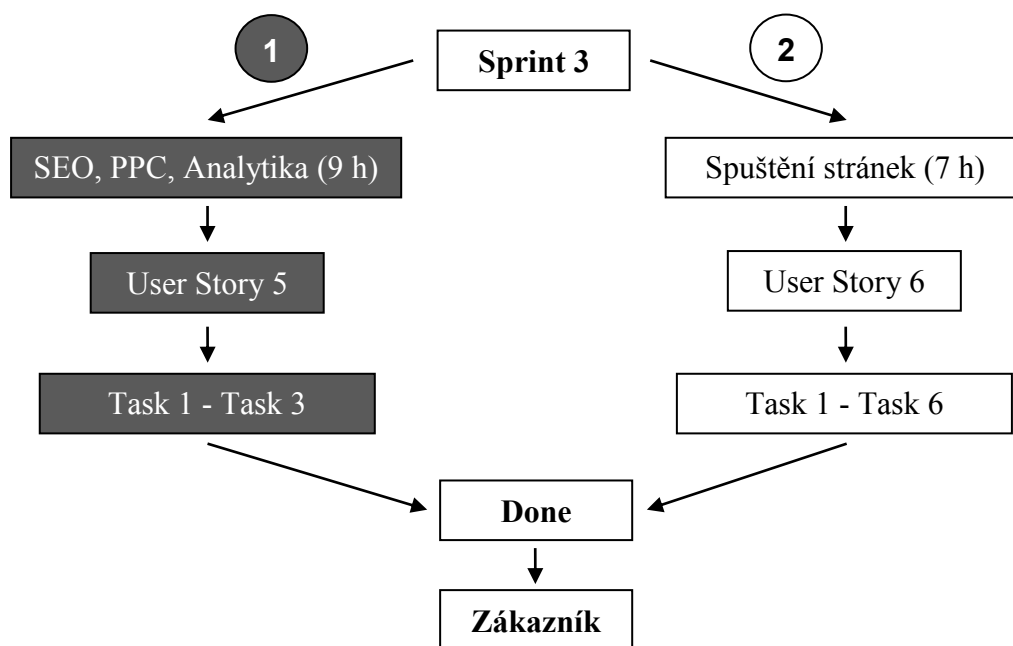 1
Sprint 3
2
SEO, PPC, Analytika (9 h)
Spuštění stránek (7 h)
User Story 5
User Story 6
Task 1 - Task 3
Task 1 - Task 6
Done
Zákazník